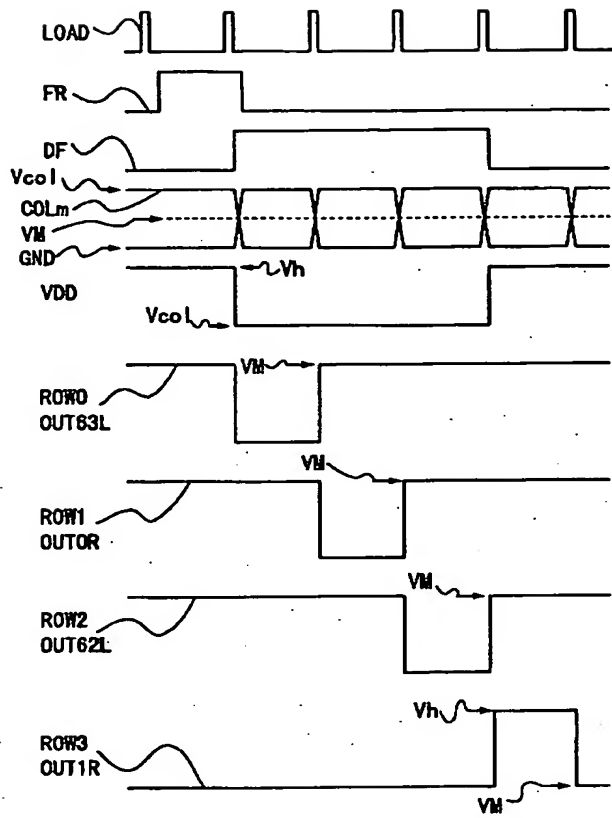 LOAD
FR
DF
Vcol
COLm
VM
GND
Vh
VDD
Vcol
VM
ROW0
OUT63L
VM
ROW1
OUT0R
VM
ROW2
OUT62L
Vh
ROW3
OUT1R
VM